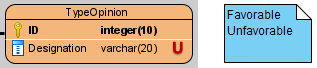 TypeOpinion
ID integer(10)
Designation varchar(20) U
Favorable
Unfavorable